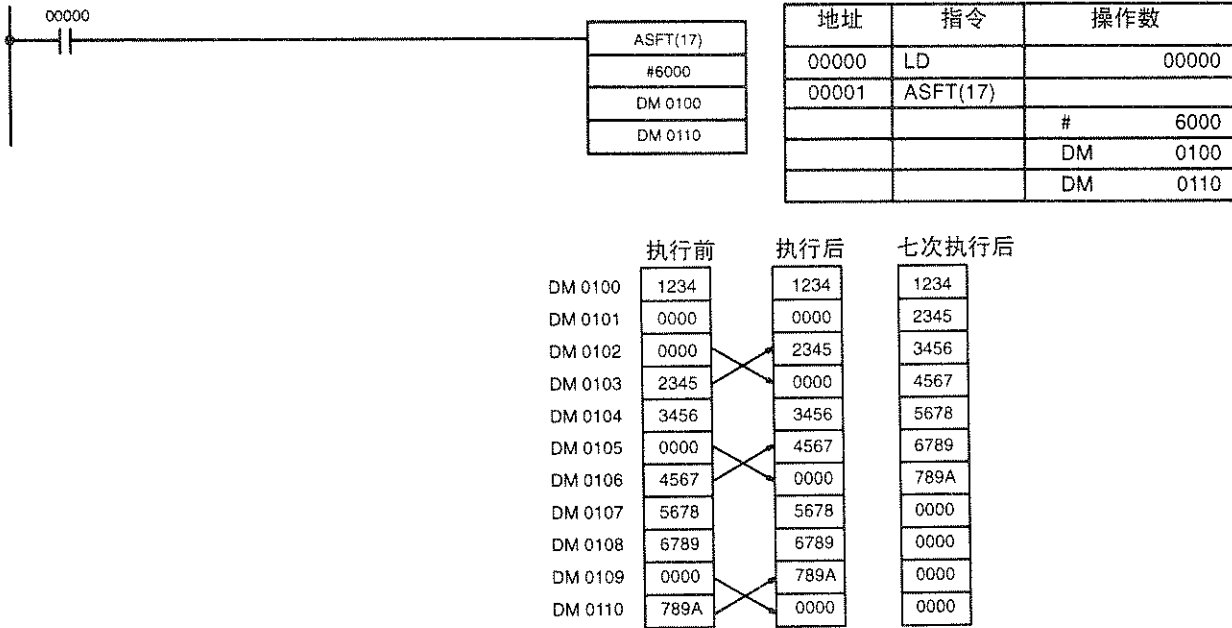 00000
ASFT(17)
#6000
DM 0100
DM 0110
地址 指令 操作数
00000 LD 00000
00001 ASFT(17)
# 6000
DM 0100
DM 0110
执行前 执行后 七次执行后
DM 0100 1234 1234 1234
DM 0101 0000 0000 2345
DM 0102 0000 2345 3456
DM 0103 2345 0000 4567
DM 0104 3456 3456 5678
DM 0105 0000 4567 6789
DM 0106 4567 0000 789A
DM 0107 5678 5678 0000
DM 0108 6789 6789 0000
DM 0109 0000 789A 0000
DM 0110 789A 0000 0000